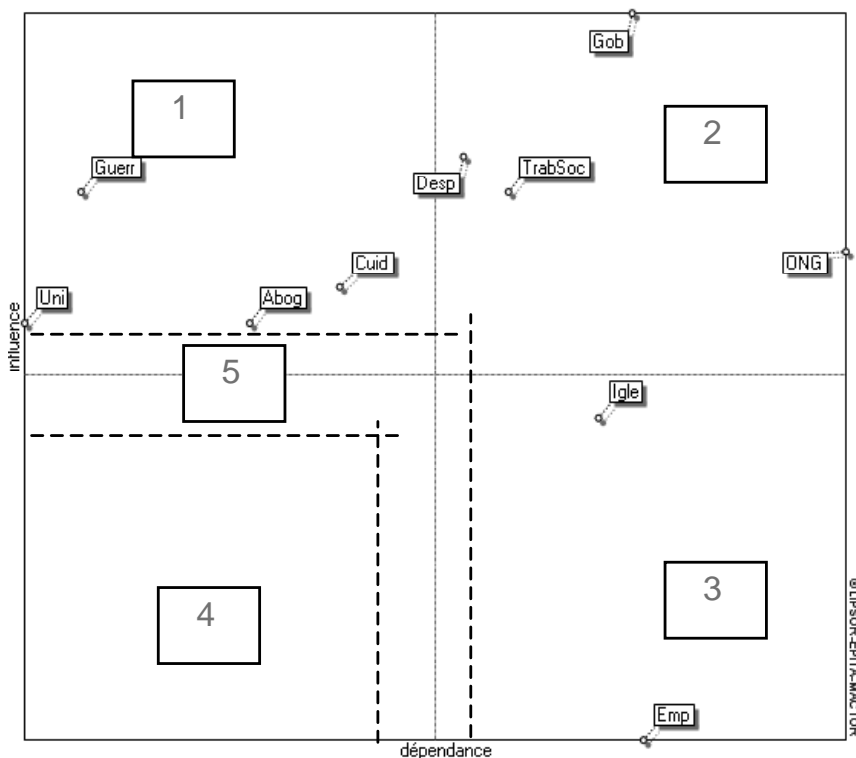 Gob
1
2
Guerr
Desp
TrabSoc
Cuid
ONG
Uni
Abog
influence
5
Igle
4
3
Emp
dépendance
©LIPSOR-EPITA-MACTOR